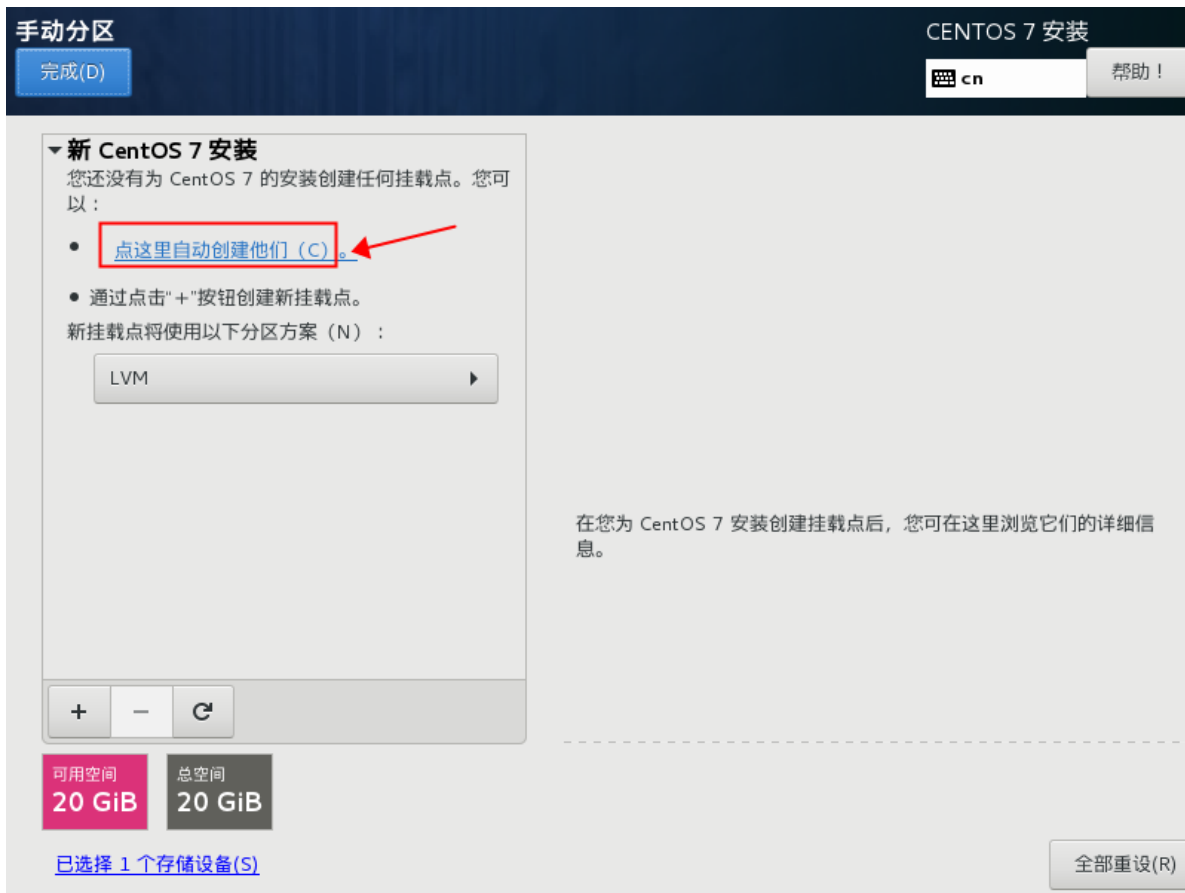 手动分区
CENTOS 7 安装
完成(D)
cn
帮助！
新 CentOS 7 安装
您还没有为 CentOS 7 的安装创建任何挂载点。您可
以：
点这里自动创建他们（C）。
通过点击"+"按钮创建新挂载点。
新挂载点将使用以下分区方案（N）：
LVM
在您为 CentOS 7 安装创建挂载点后，您可在这里浏览它们的详细信
息。
+ −
可用空间
20 GiB
总空间
20 GiB
已选择 1 个存储设备(S)
全部重设(R)